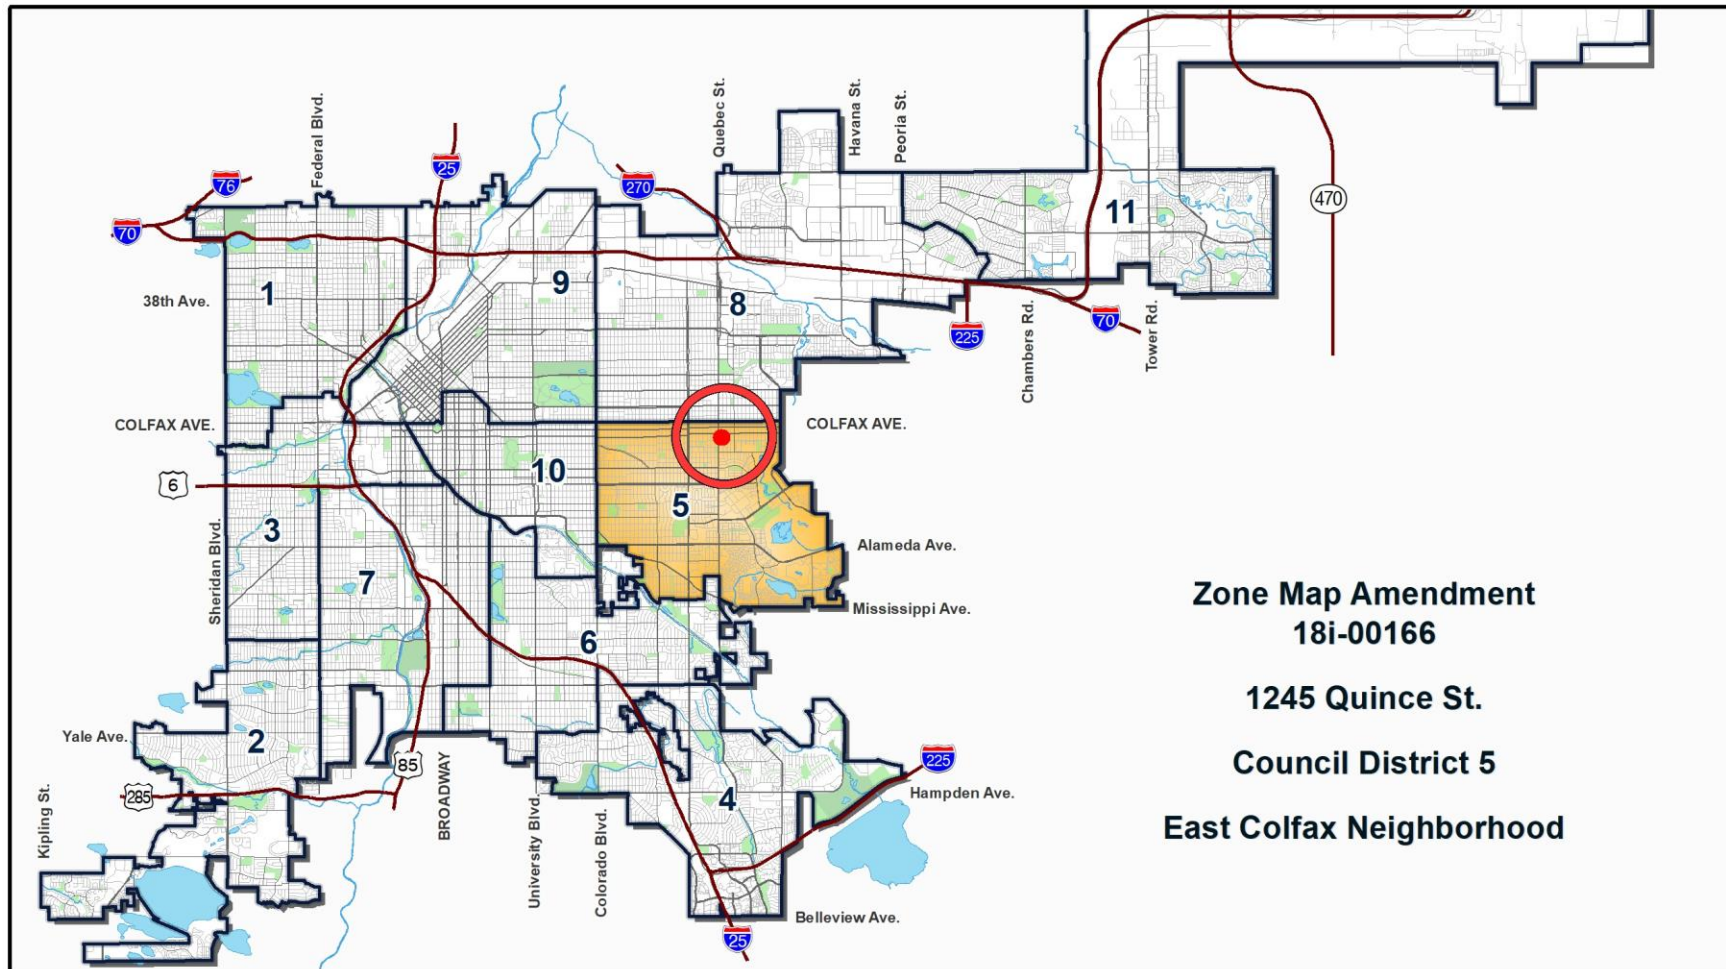 Federal Blvd.
Quebec St.
Havana St.
Peoria St.
76
25
270
70
470
11
1
9
8
38th Ave.
225
70
Chambers Rd.
Tower Rd.
COLFAX AVE.
COLFAX AVE.
6
10
5
3
7
Sheridan Blvd.
Alameda Ave.
Mississippi Ave.
6
Zone Map Amendment
18i-00166
1245 Quince St.
Council District 5
East Colfax Neighborhood
Yale Ave.
2
85
285
225
4
Hampden Ave.
Kipling St.
BROADWAY
University Blvd.
Colorado Blvd.
Belleview Ave.
25